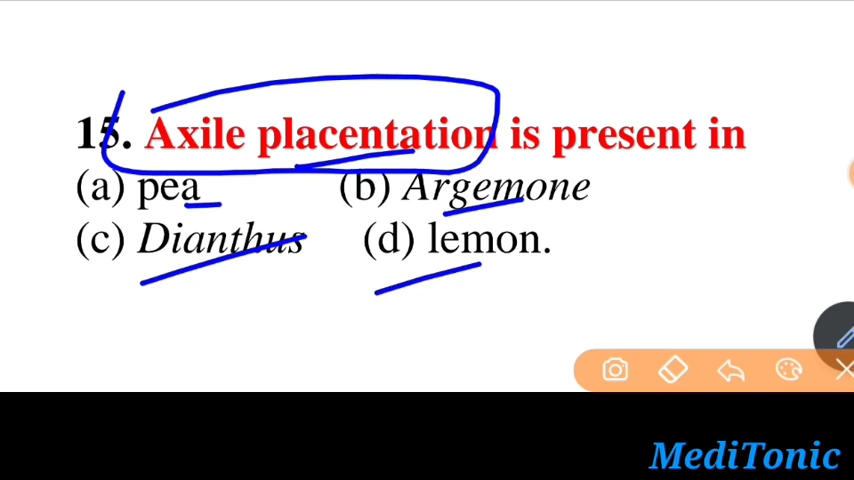 15. Axile placentation is present in
(a) pea (b) Argemone
(c) Dianthus (d) lemon.
MediTonic